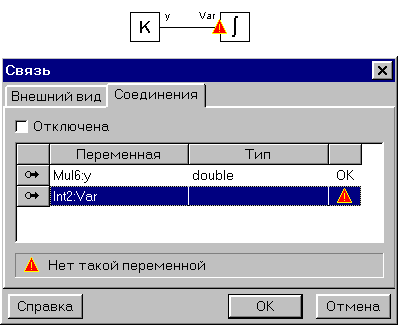 y Var
K ∫
Связь
Внешний вид Соединения
Отключена
Переменная Тип
Mul6:y double OK
Int2:Var
Нет такой переменной
Справка OK Отмена